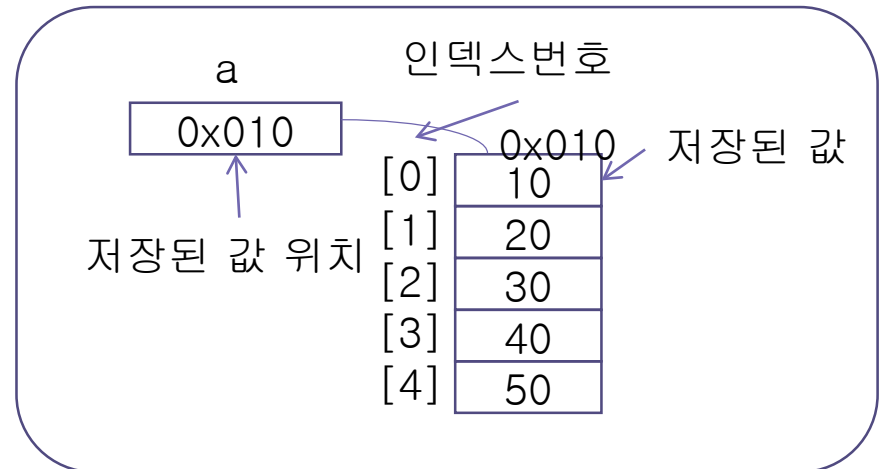 a
인덱스번호
0x010
0x010
저장된 값
[0] 10
[1] 20
저장된 값 위치
[2] 30
[3] 40
[4] 50